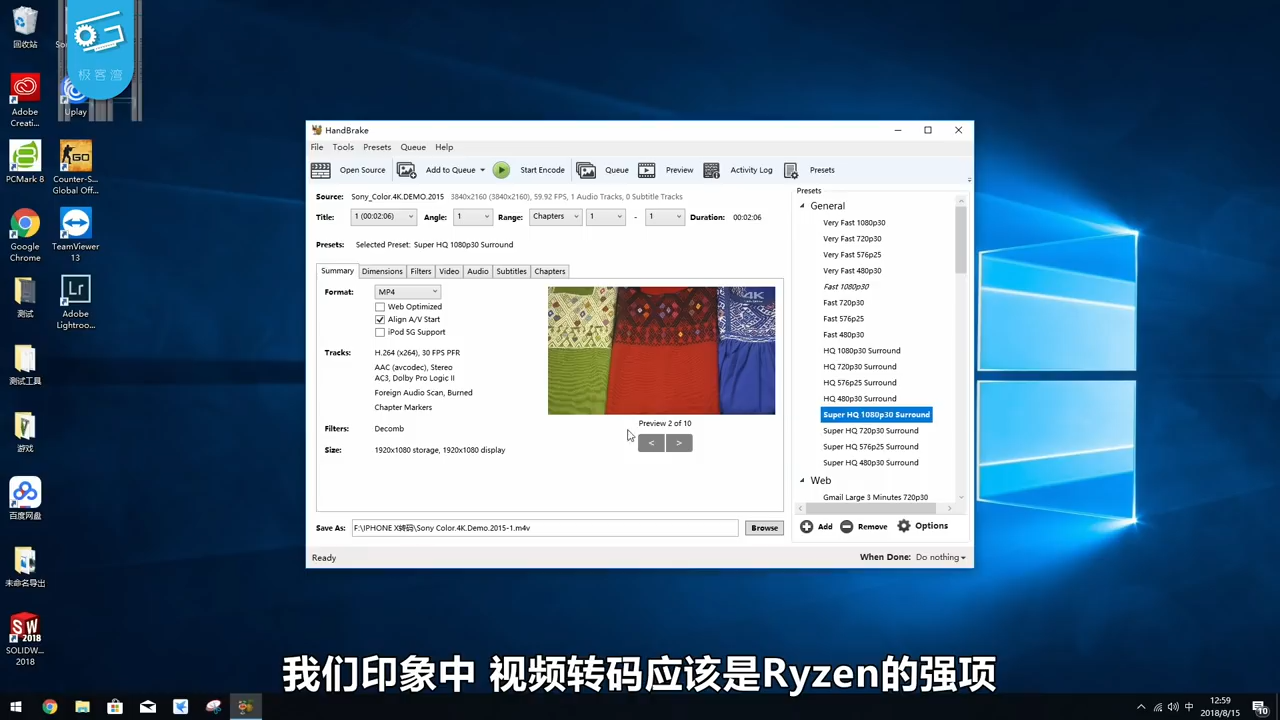 回收站
极客湾
Adobe
Creati...
Uplay
PCMark 8
Counter-S...
Global Off...
Google
Chrome
TeamViewer
13
测试
Lr
Adobe
Lightroo...
测试工具
游戏
百度网盘
未命名导出
SW
2018
SOLIDW...
2018
HandBrake
File Tools Presets Queue Help
Open Source Add to Queue Start Encode Queue Preview Activity Log Presets
Source: Sony_Color.4K.DEMO.2015 3840x2160 (3840x2160), 59.92 FPS, 1 Audio Tracks, 0 Subtitle Tracks
Title: 1 (00:02:06) Angle: 1 Range: Chapters 1 - 1 Duration: 00:02:06
Presets: Selected Preset: Super HQ 1080p30 Surround
Summary Dimensions Filters Video Audio Subtitles Chapters
Format: MP4
Web Optimized
Align A/V Start
iPod 5G Support
Tracks: H.264 (x264), 30 FPS PFR
AAC (avcodec), Stereo
AC3, Dolby Pro Logic II
Foreign Audio Scan, Burned
Chapter Markers
Filters: Decomb
Size: 1920x1080 storage, 1920x1080 display
4K
Preview 2 of 10
< >
Save As: F:\IPHONE X转码\Sony Color.4K.Demo.2015-1.m4v Browse
Presets
General
Very Fast 1080p30
Very Fast 720p30
Very Fast 576p25
Very Fast 480p30
Fast 1080p30
Fast 720p30
Fast 576p25
Fast 480p30
HQ 1080p30 Surround
HQ 720p30 Surround
HQ 576p25 Surround
HQ 480p30 Surround
Super HQ 1080p30 Surround
Super HQ 720p30 Surround
Super HQ 576p25 Surround
Super HQ 480p30 Surround
Web
Gmail Large 3 Minutes 720p30
Add Remove Options
Ready
When Done: Do nothing
我们印象中 视频转码应该是Ryzen的强项
中
12:59
2018/8/15
10